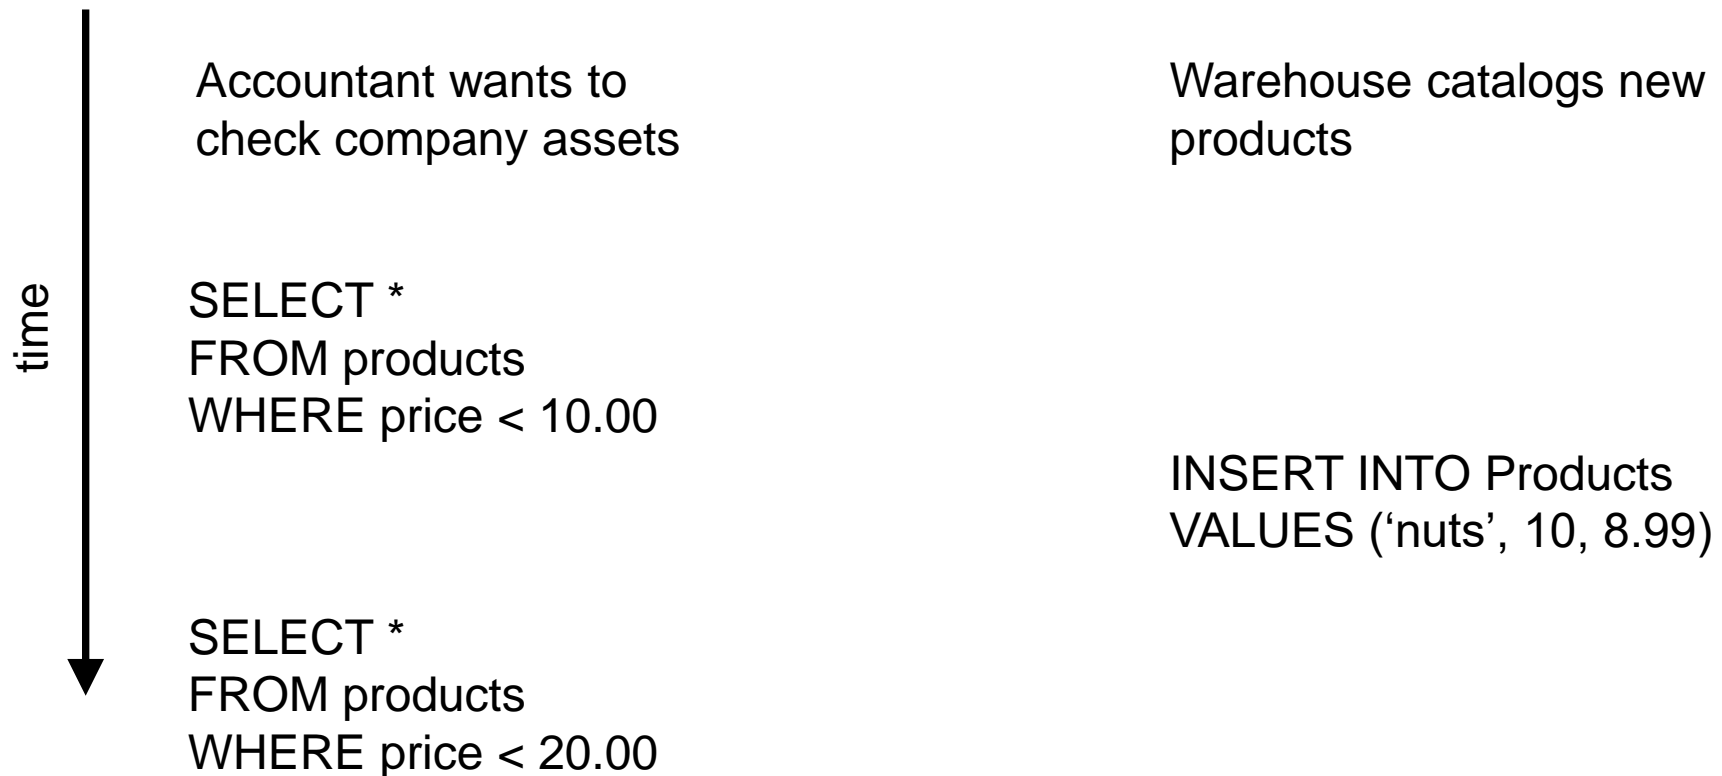 time
Accountant wants to
check company assets
Warehouse catalogs new
products
SELECT *
FROM products
WHERE price < 10.00
INSERT INTO Products
VALUES (‘nuts’, 10, 8.99)
SELECT *
FROM products
WHERE price < 20.00